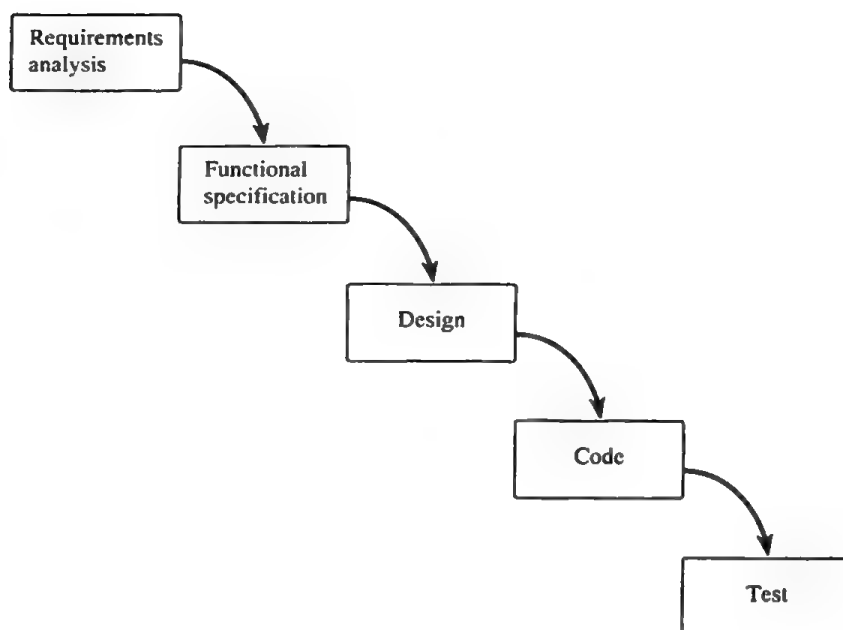 Requirements
analysis
Functional
specification
Design
Code
Test